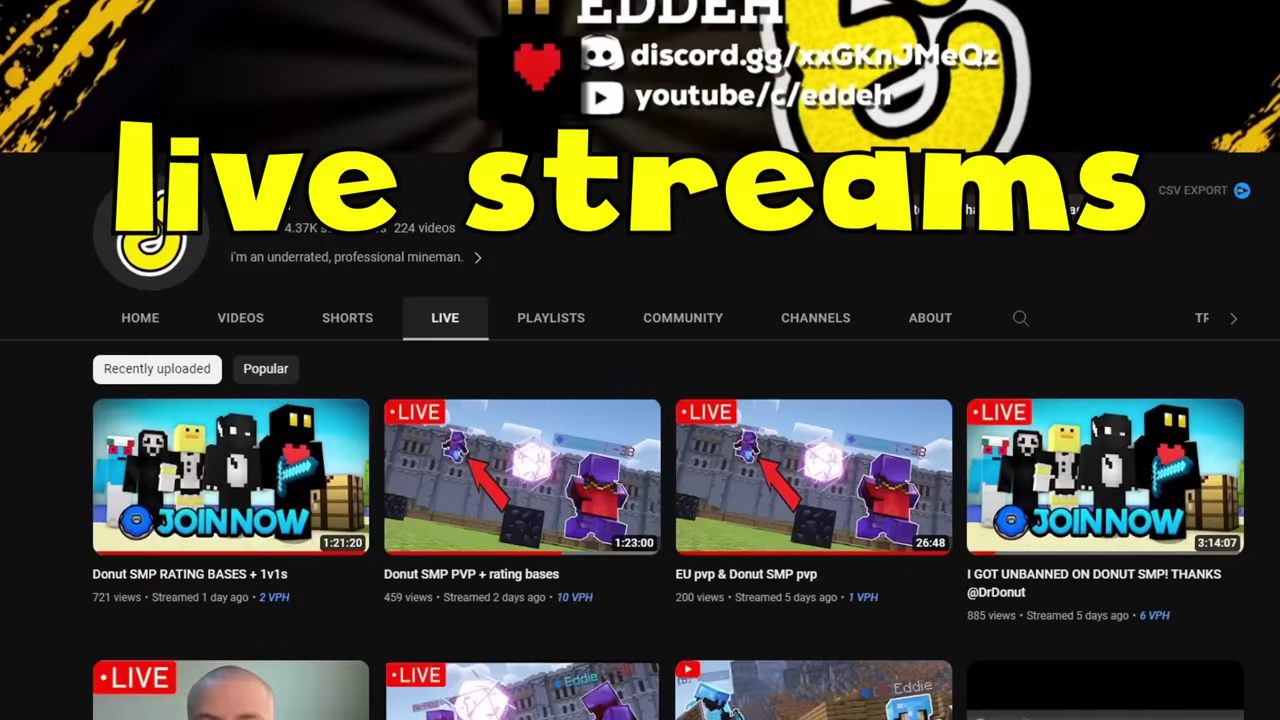 EDDEH
discord.gg/xxGKnJMeQz
youtube/c/eddeh
live streams
CSV EXPORT
4.37K
224 videos
i'm an underrated, professional mineman.
HOME
VIDEOS
SHORTS
LIVE
PLAYLISTS
COMMUNITY
CHANNELS
ABOUT
Recently uploaded
Popular
JOIN NOW
1:21:20
•LIVE
38
1:23:00
•LIVE
38
26:48
•LIVE
JOIN NOW
3:14:07
Donut SMP RATING BASES + 1v1s
721 views • Streamed 1 day ago • 2 VPH
Donut SMP PVP + rating bases
459 views • Streamed 2 days ago • 10 VPH
EU pvp & Donut SMP pvp
200 views • Streamed 5 days ago • 1 VPH
I GOT UNBANNED ON DONUT SMP! THANKS
@DrDonut
885 views • Streamed 5 days ago • 6 VPH
•LIVE
•LIVE
Eddie
Eddie